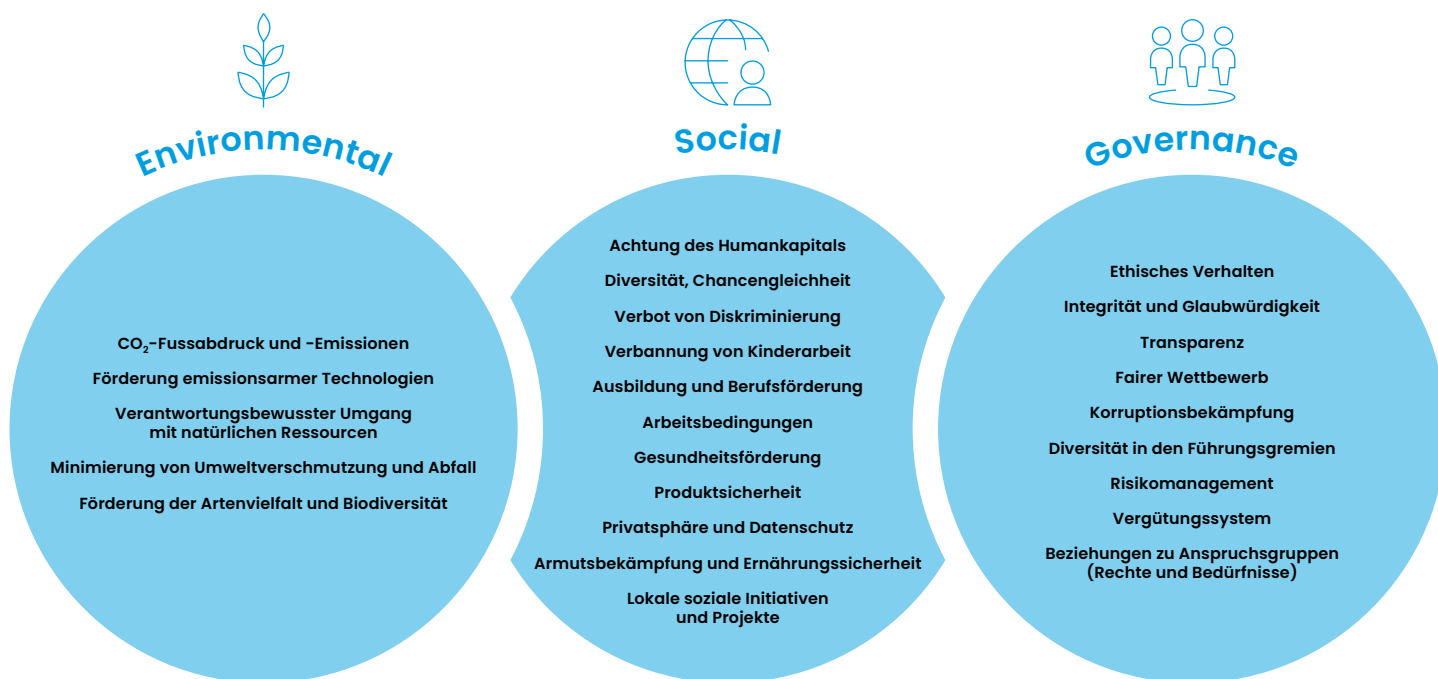 Environmental
CO₂-Fussabdruck und -Emissionen
Förderung emissionsarmer Technologien
Verantwortungsbewusster Umgang
mit natürlichen Ressourcen
Minimierung von Umweltverschmutzung und Abfall
Förderung der Artenvielfalt und Biodiversität
Social
Achtung des Humankapitals
Diversität, Chancengleichheit
Verbot von Diskriminierung
Verbannung von Kinderarbeit
Ausbildung und Berufsförderung
Arbeitsbedingungen
Gesundheitsförderung
Produktsicherheit
Privatsphäre und Datenschutz
Armutsbekämpfung und Ernährungssicherheit
Lokale soziale Initiativen
und Projekte
Governance
Ethisches Verhalten
Integrität und Glaubwürdigkeit
Transparenz
Fairer Wettbewerb
Korruptionsbekämpfung
Diversität in den Führungsgremien
Risikomanagement
Vergütungssystem
Beziehungen zu Anspruchsgruppen
(Rechte und Bedürfnisse)